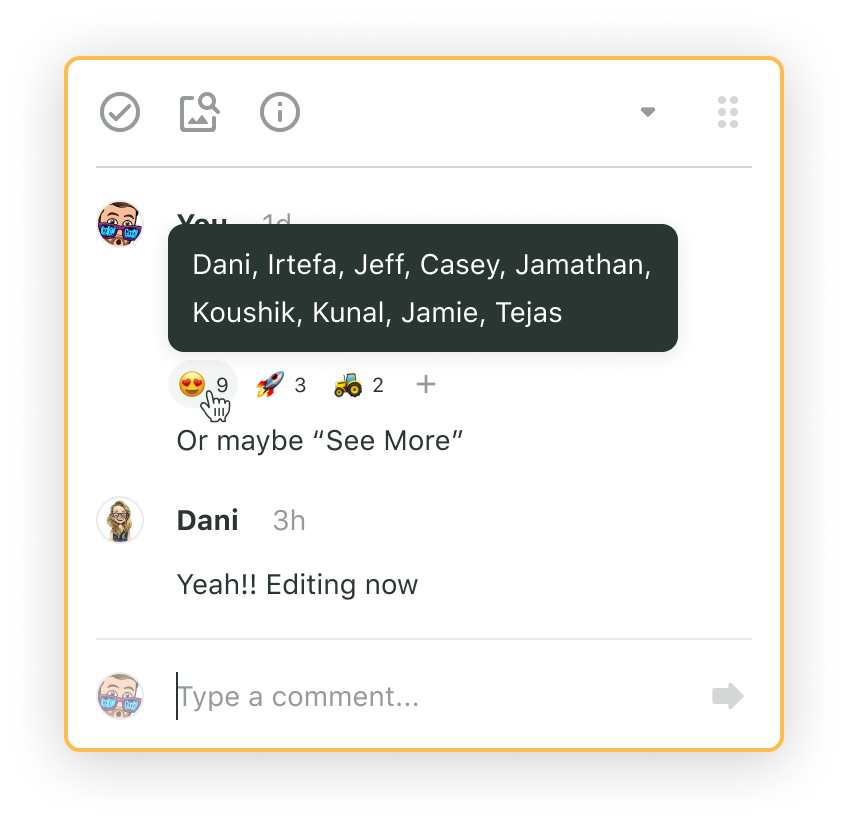 You 1d
Dani, Irtefa, Jeff, Casey, Jamathan,
Koushik, Kunal, Jamie, Tejas
😍 9 🚀 3 🚜 2 +
Or maybe “See More”
Dani 3h
Yeah!! Editing now
Type a comment...